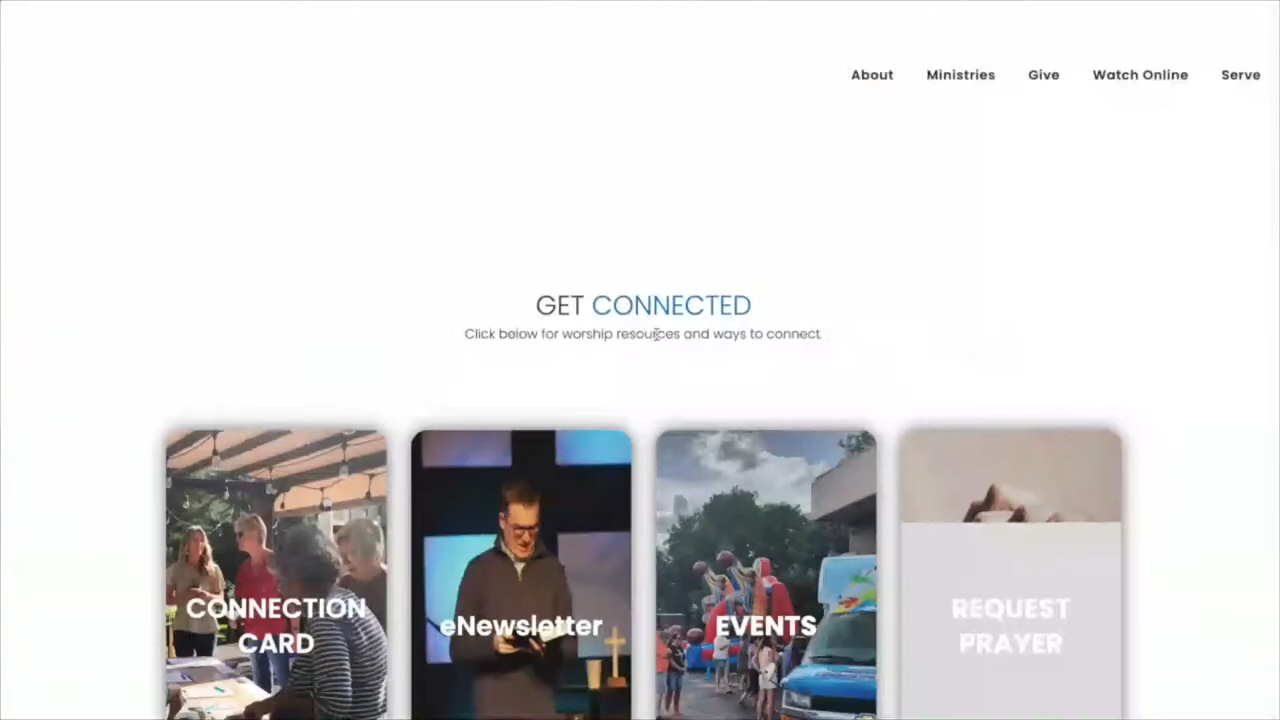 About Ministries Give Watch Online Serve
GET CONNECTED
Click below for worship resources and ways to connect.
CONNECTION
CARD
eNewsletter
EVENTS
REQUEST
PRAYER